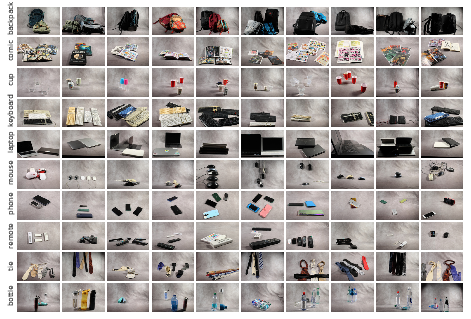 backpack
comic
cup
keyboard
laptop
mouse
phone
remote
tie
bottle